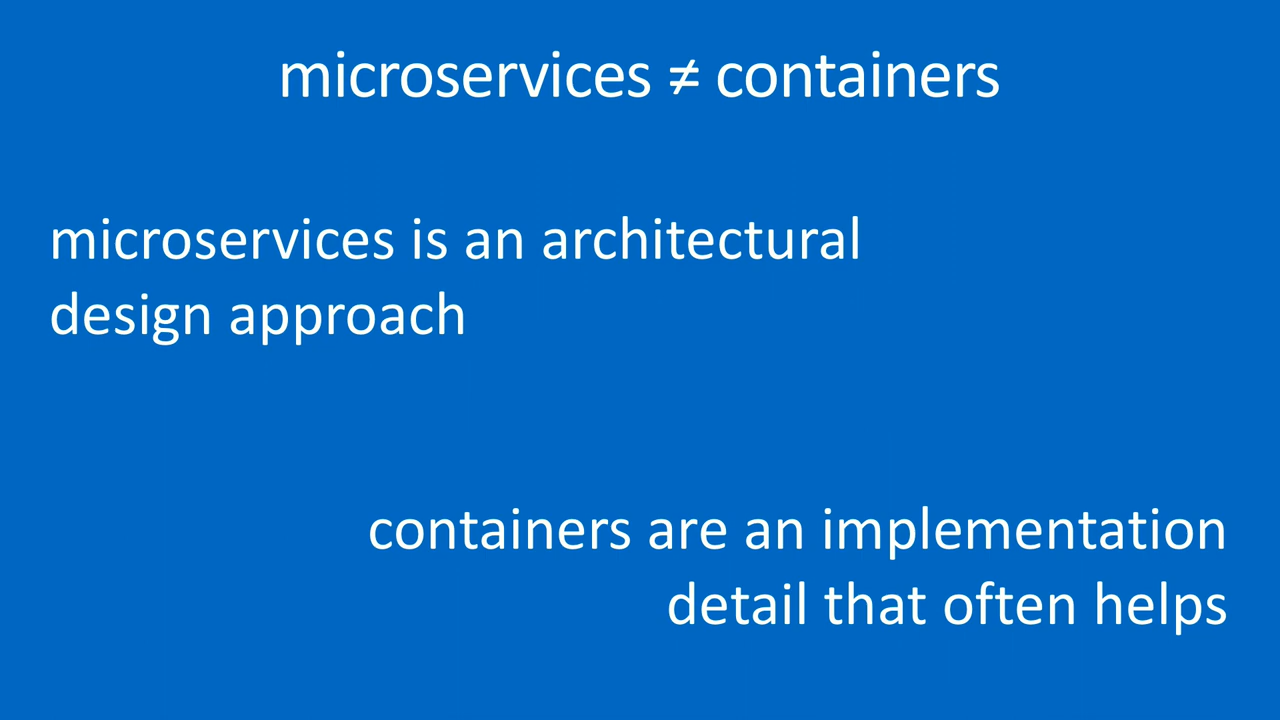 microservices ≠ containers
microservices is an architectural
design approach
containers are an implementation
detail that often helps